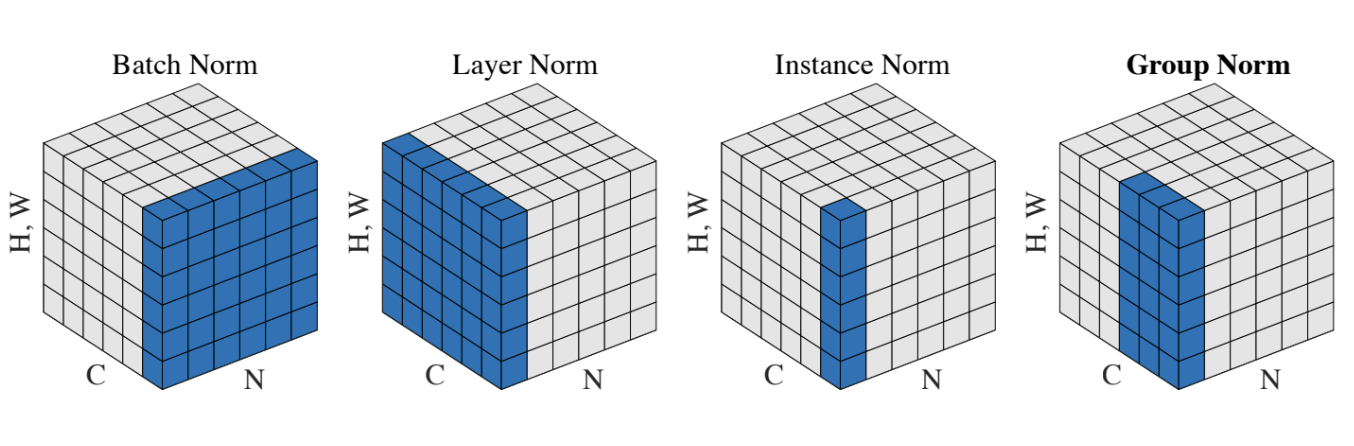 Batch Norm
Layer Norm
Instance Norm
Group Norm
H, W
C
N
H, W
C
N
H, W
C
N
H, W
C
N